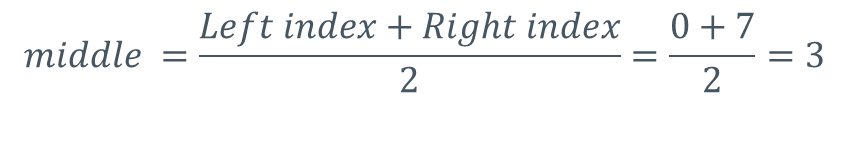 middle = Left index + Right index / 2 = 0 + 7 / 2 = 3